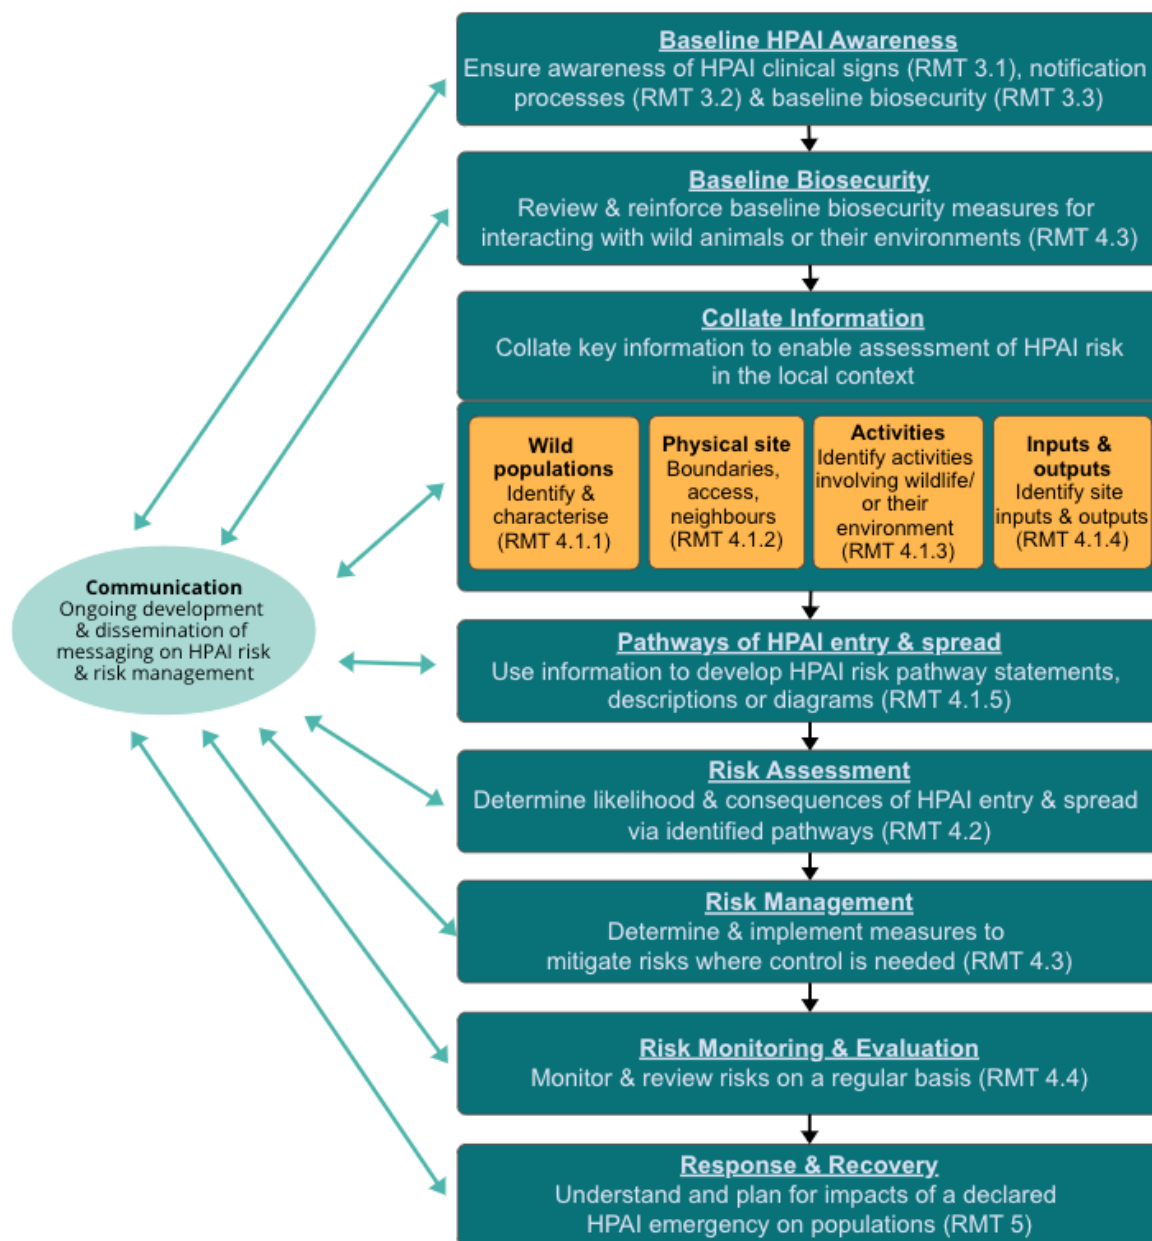 Baseline HPAI Awareness
Ensure awareness of HPAI clinical signs (RMT 3.1), notification
processes (RMT 3.2) & baseline biosecurity (RMT 3.3)
Baseline Biosecurity
Review & reinforce baseline biosecurity measures for
interacting with wild animals or their environments (RMT 4.3)
Collate Information
Collate key information to enable assessment of HPAI risk
in the local context
Wild
populations
Identify &
characterise
(RMT 4.1.1)
Physical site
Boundaries,
access,
neighbours
(RMT 4.1.2)
Activities
Identify activities
involving wildlife/
or their
environment
(RMT 4.1.3)
Inputs &
outputs
Identify site
inputs & outputs
(RMT 4.1.4)
Communication
Ongoing development
& dissemination of
messaging on HPAI risk
& risk management
Pathways of HPAI entry & spread
Use information to develop HPAI risk pathway statements,
descriptions or diagrams (RMT 4.1.5)
Risk Assessment
Determine likelihood & consequences of HPAI entry & spread
via identified pathways (RMT 4.2)
Risk Management
Determine & implement measures to
mitigate risks where control is needed (RMT 4.3)
Risk Monitoring & Evaluation
Monitor & review risks on a regular basis (RMT 4.4)
Response & Recovery
Understand and plan for impacts of a declared
HPAI emergency on populations (RMT 5)